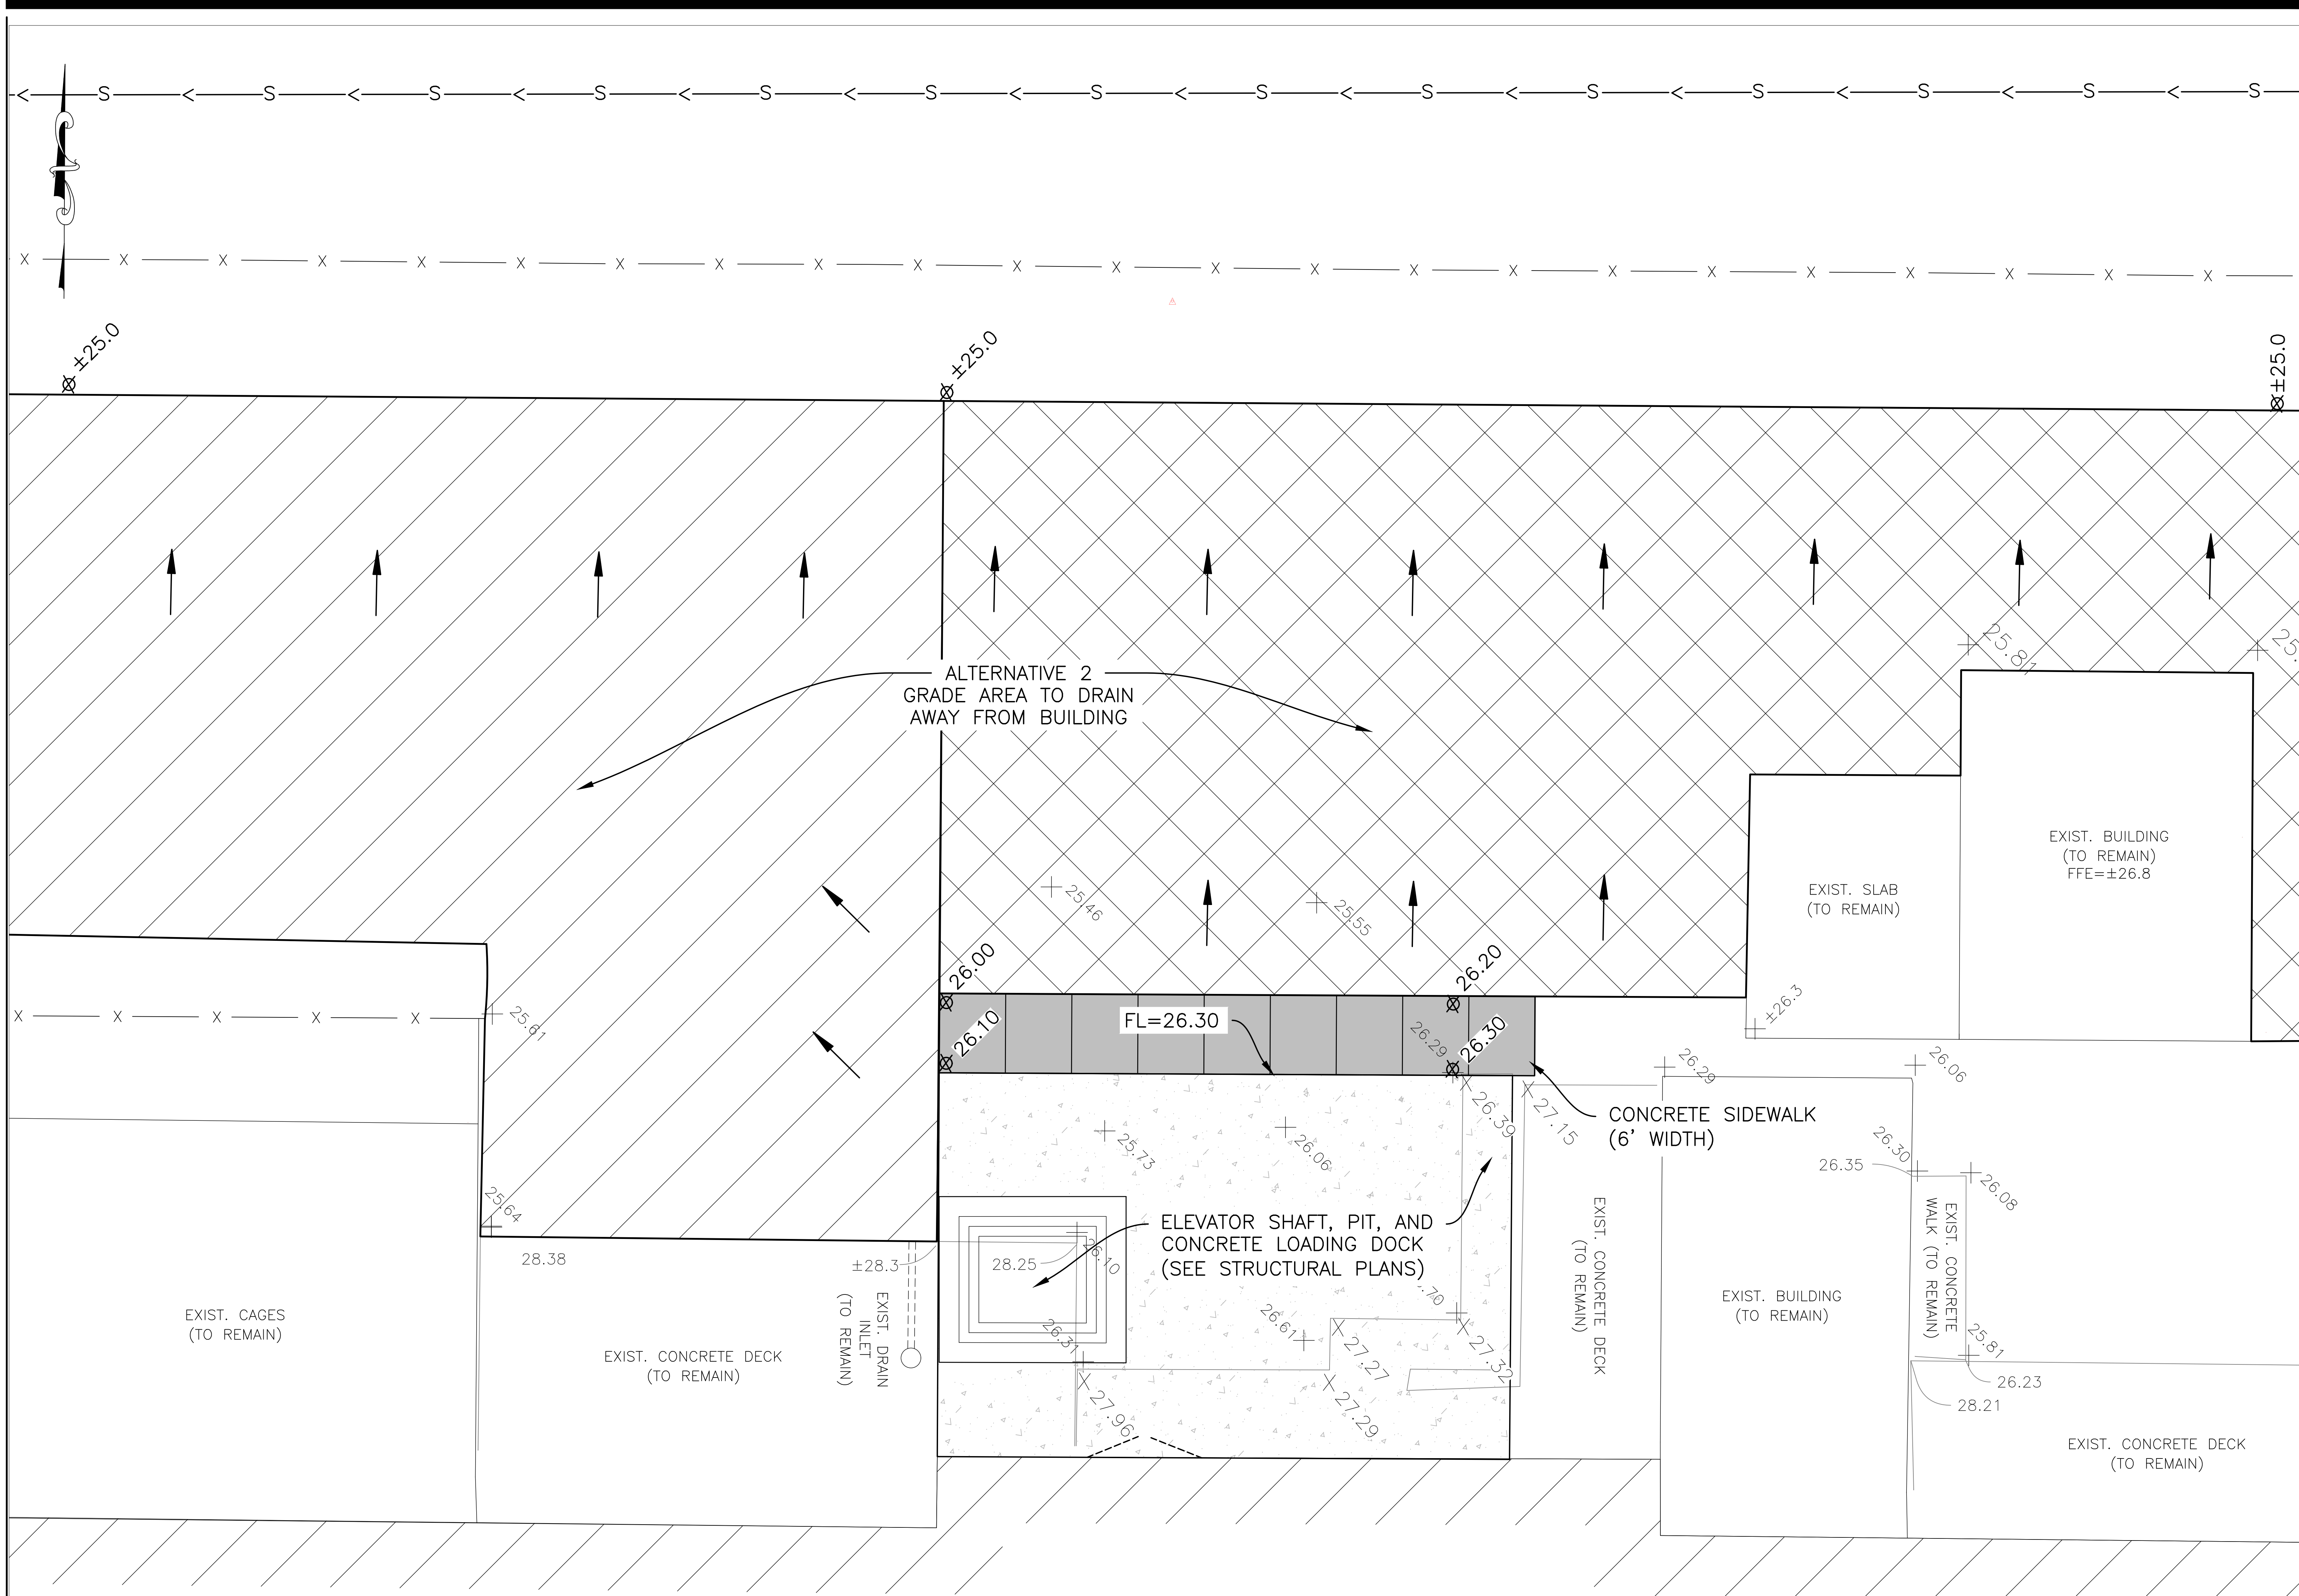 S S S S S S S S S S S S S S
X X X X X X X X X X X X X X X X X X X X X X X
±25.0
±25.0
±25.0
ALTERNATIVE 2
GRADE AREA TO DRAIN
AWAY FROM BUILDING
25.81
EXIST. BUILDING
(TO REMAIN)
FFE=±26.8
EXIST. SLAB
(TO REMAIN)
25.46
25.55
26.00
26.20
±26.3
X X X X X
25.61
26.10
FL=26.30
26.29
26.30
26.29
26.06
26.39
27.15
CONCRETE SIDEWALK
(6' WIDTH)
25.73
26.06
26.30
26.35
26.08
25.64
28.38
±28.3
28.25
26.10
ELEVATOR SHAFT, PIT, AND
CONCRETE LOADING DOCK
(SEE STRUCTURAL PLANS)
EXIST. CONCRETE DECK
(TO REMAIN)
EXIST. CONCRETE
WALK (TO REMAIN)
EXIST. CAGES
(TO REMAIN)
EXIST. CONCRETE DECK
(TO REMAIN)
EXIST. DRAIN
INLET
(TO REMAIN)
26.31
26.61
.70
27.27
27.32
27.96
27.29
EXIST. BUILDING
(TO REMAIN)
25.81
26.23
28.21
EXIST. CONCRETE DECK
(TO REMAIN)